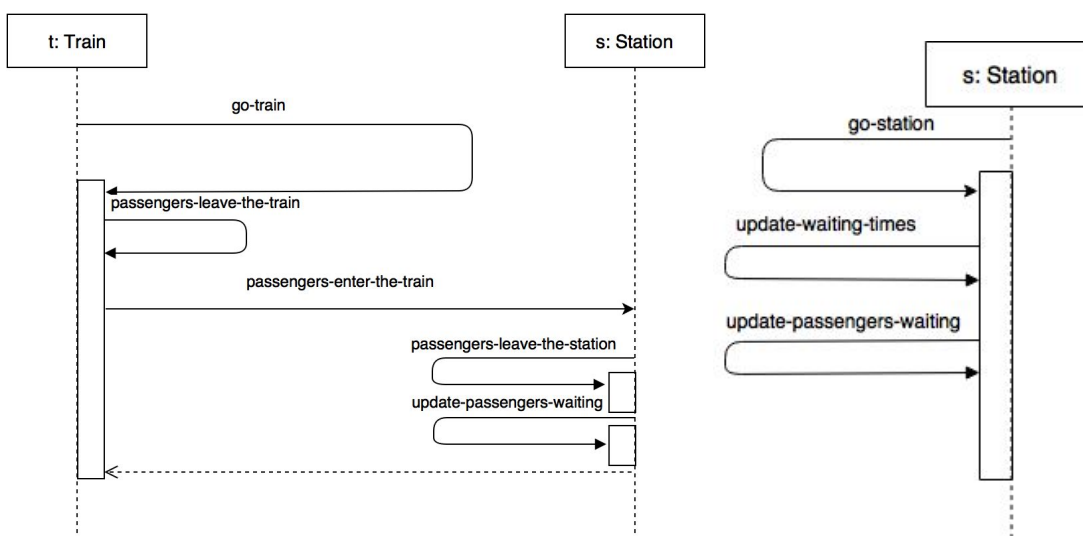 t: Train
s: Station
go-train
passengers-leave-the-train
passengers-enter-the-train
passengers-leave-the-station
update-passengers-waiting
s: Station
go-station
update-waiting-times
update-passengers-waiting